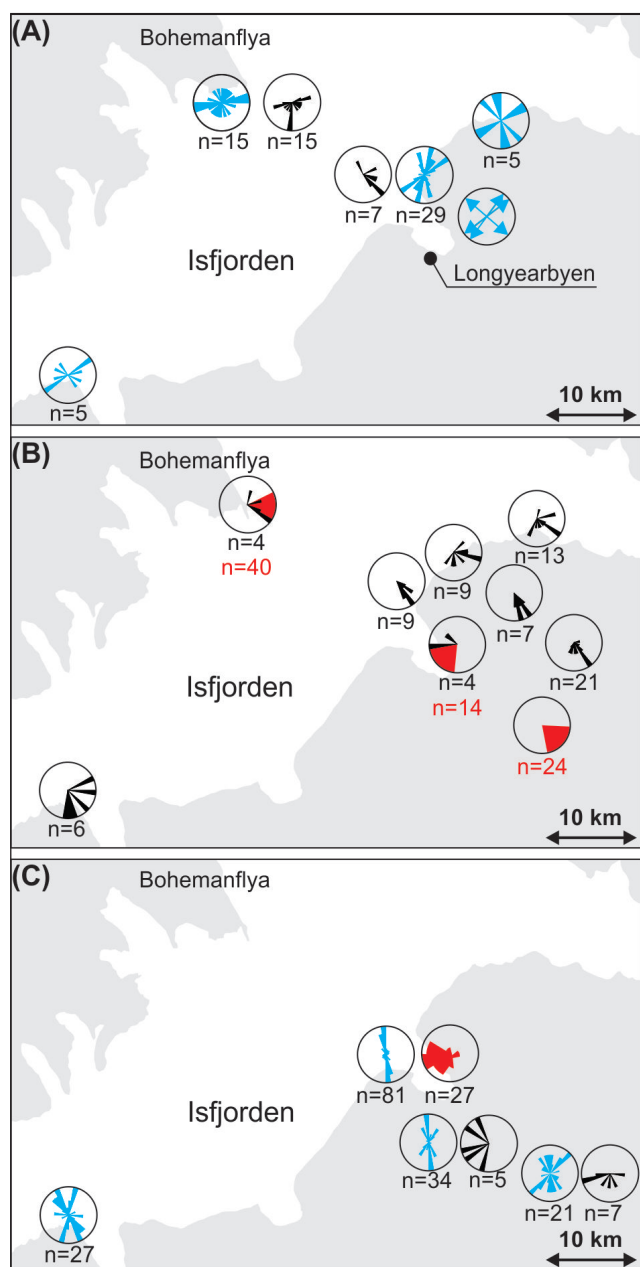 (A)
Bohemanflya
n=15
n=15
n=5
n=7
n=29
Isfjorden
Longyearbyen
n=5
10 km
(B)
Bohemanflya
n=4
n=40
n=13
n=9
n=9
n=7
n=4
n=21
n=14
Isfjorden
n=24
n=6
10 km
(C)
Bohemanflya
n=81
n=27
Isfjorden
n=34
n=5
n=21
n=7
n=27
10 km